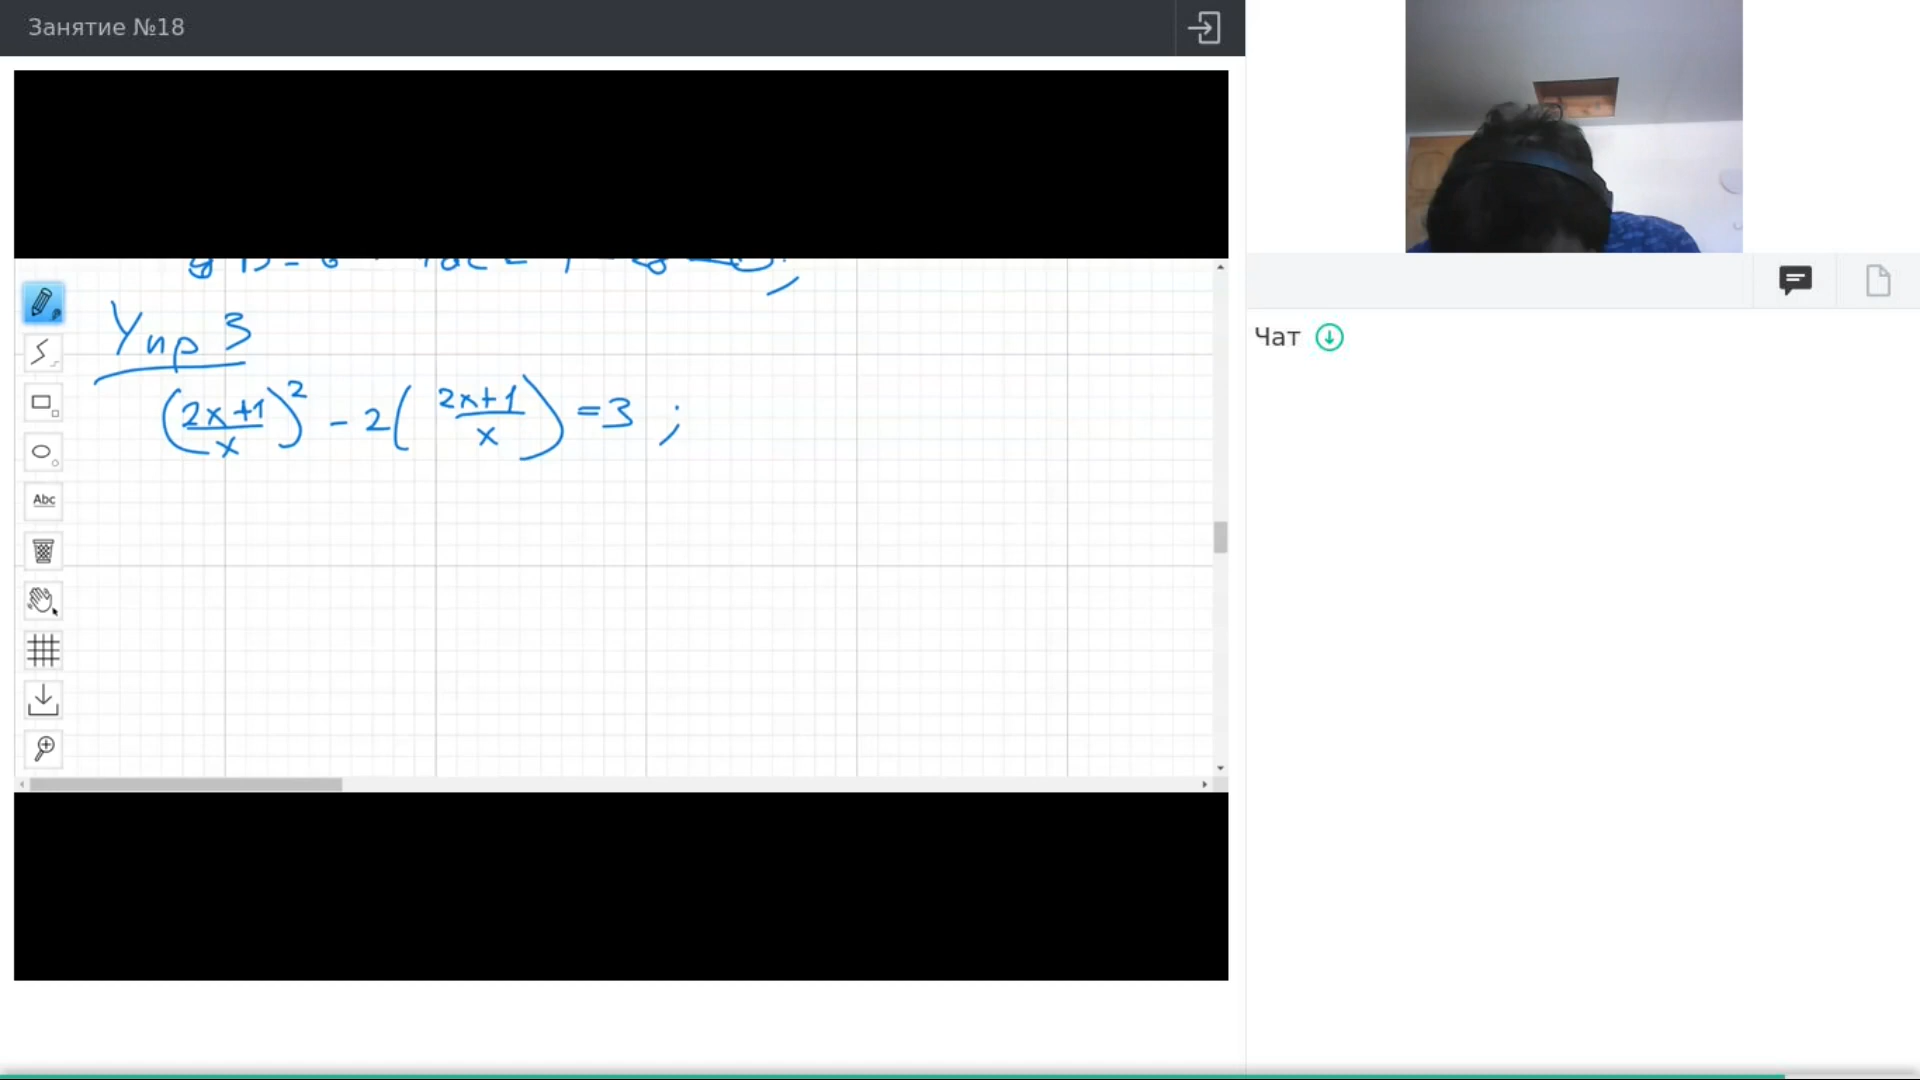 Занятие №18
Упр 3
(2x+1/x)² - 2(2x+1/x) = 3 ;
Abc
Чат